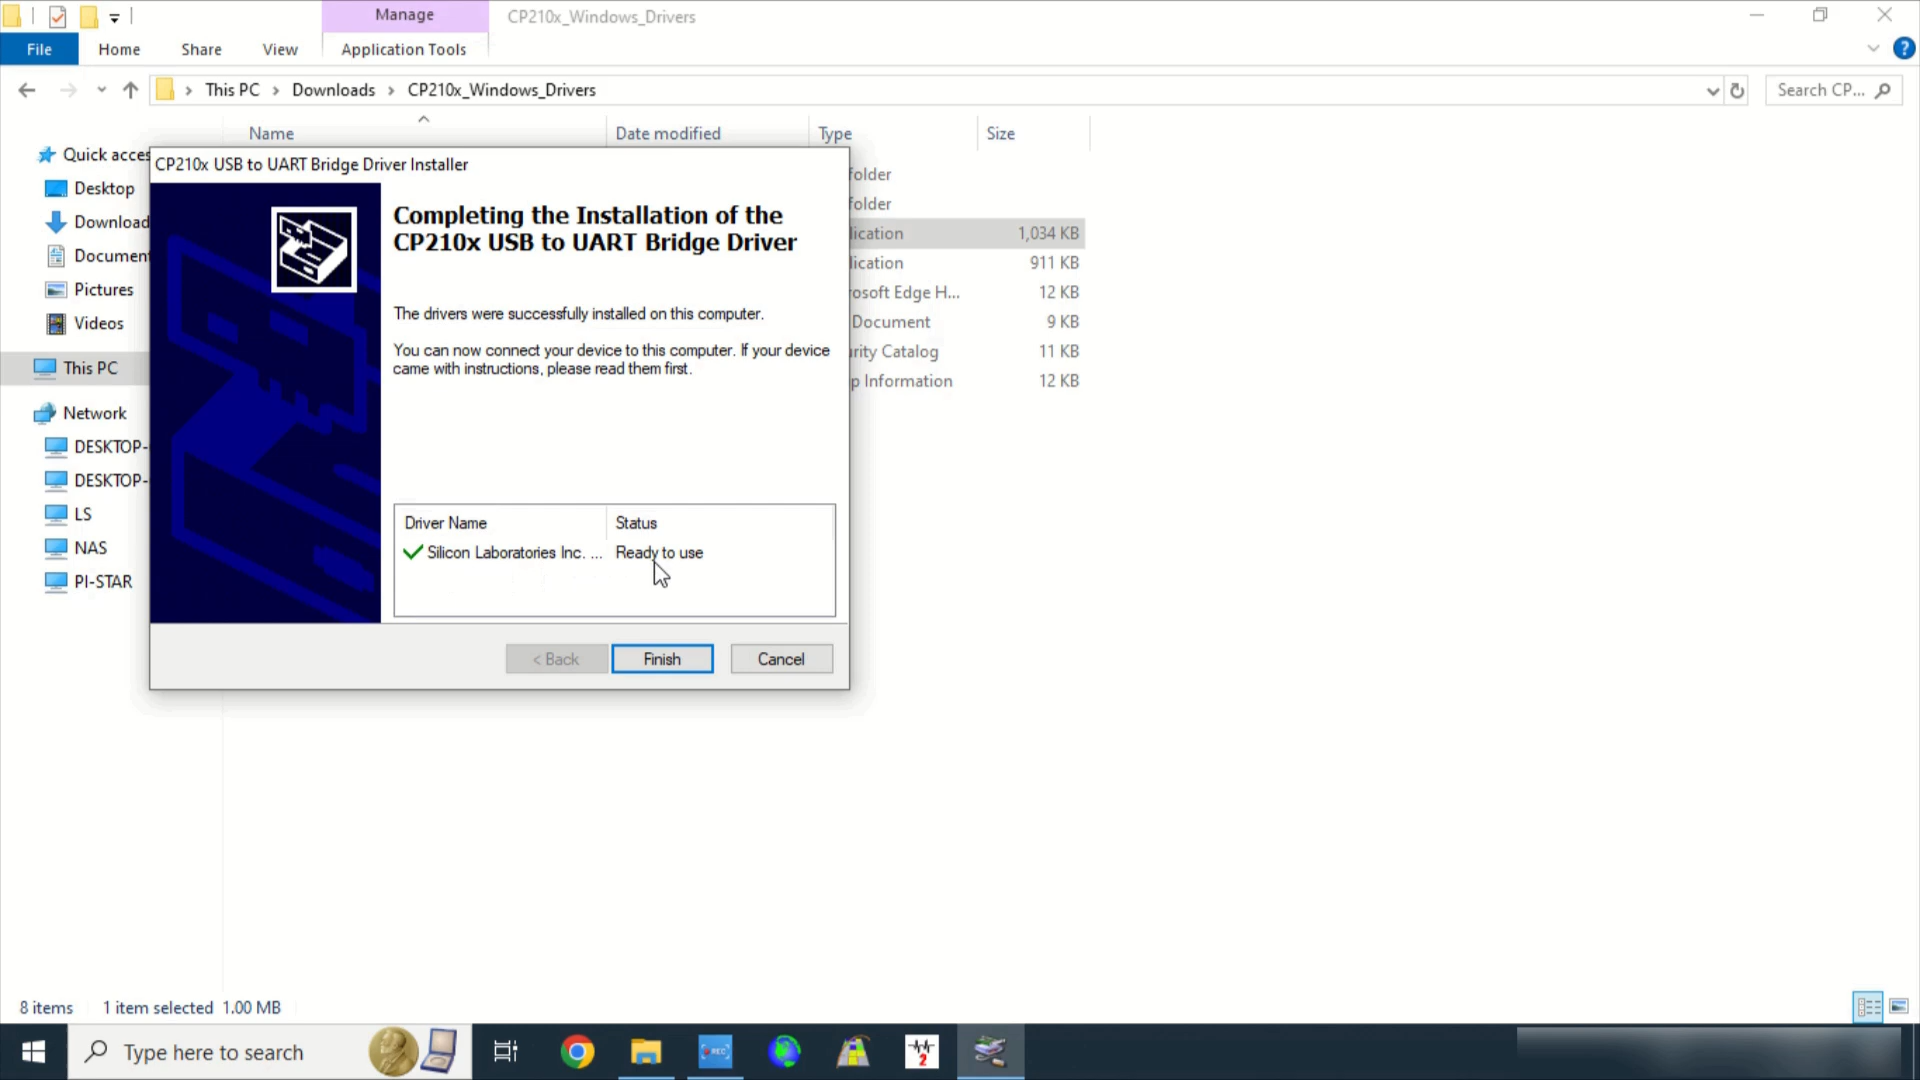 Manage
CP210x_Windows_Drivers
File
Home
Share
View
Application Tools
?
This PC
Downloads
CP210x_Windows_Drivers
Search CP...
Name
Date modified
Type
Size
Quick acces
Desktop
Download
Document
Pictures
Videos
This PC
Network
DESKTOP-
DESKTOP-
LS
NAS
PI-STAR
folder
folder
lication 1,034 KB
lication 911 KB
rosoft Edge H... 12 KB
Document 9 KB
urity Catalog 11 KB
p Information 12 KB
CP210x USB to UART Bridge Driver Installer
Completing the Installation of the
CP210x USB to UART Bridge Driver
The drivers were successfully installed on this computer.
You can now connect your device to this computer. If your device
came with instructions, please read them first.
Driver Name Status
Silicon Laboratories Inc. ... Ready to use
< Back
Finish
Cancel
8 items
1 item selected 1.00 MB
Type here to search
REC
2